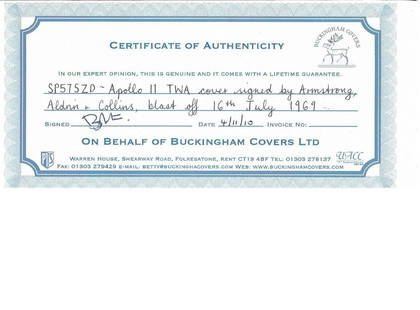 CERTIFICATE OF AUTHENTICITY
BUCKINGHAM COVERS
IN OUR EXPERT OPINION, THIS IS GENUINE AND IT COMES WITH A LIFETIME GUARANTEE.
SP575ZD ~ Apollo 11 TWA cover signed by Armstrong,
Aldrin & Collins, blast off 16th July 1969
SIGNED DATE 4/11/10 INVOICE NO:
ON BEHALF OF BUCKINGHAM COVERS LTD
WARREN HOUSE, SHEARWAY ROAD, FOLKESTONE, KENT CT19 4BF TEL: 01303 278137
FAX: 01303 279429 E-MAIL: BETTY@BUCKINGHAMCOVERS.COM WWW.BUCKINGHAMCOVERS.COM
UACC